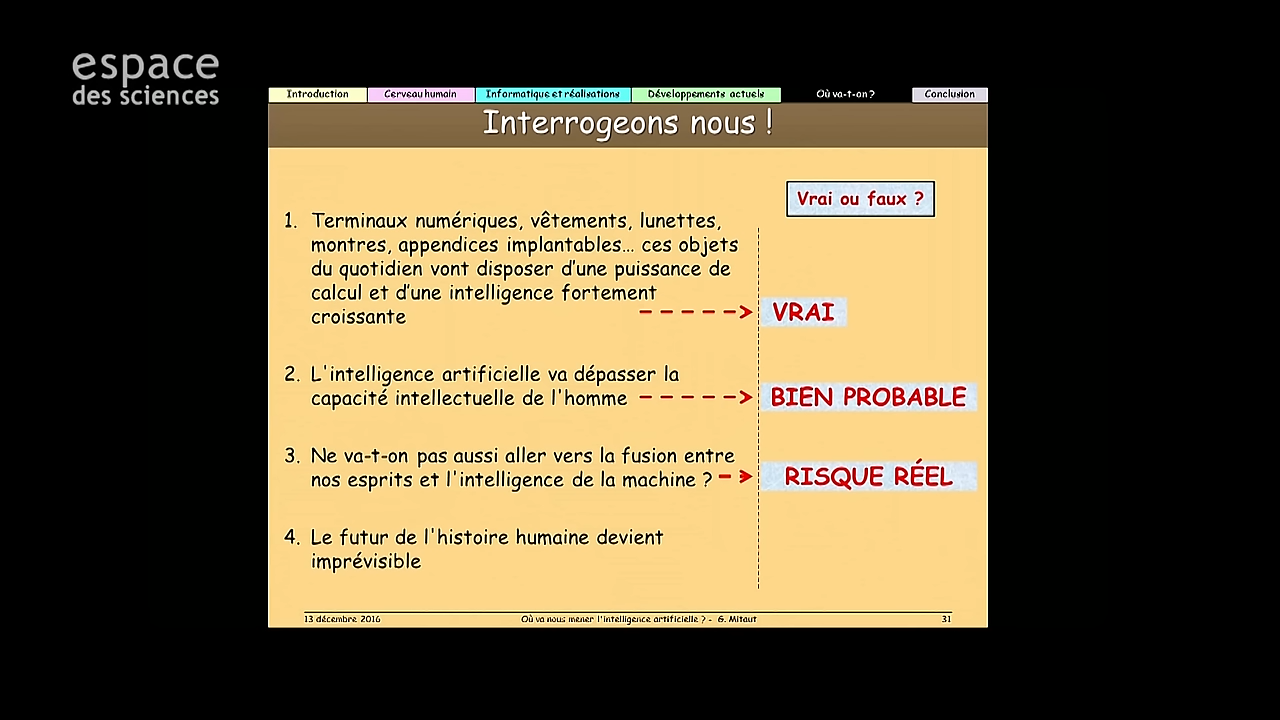 espace
des sciences
Introduction
Cerveau humain
Informatique et réalisations
Développements actuels
Où va-t-on ?
Conclusion
Interrogeons nous !
Vrai ou faux ?
1. Terminaux numériques, vêtements, lunettes,
montres, appendices implantables… ces objets
du quotidien vont disposer d'une puissance de
calcul et d'une intelligence fortement
croissante
VRAI
2. L'intelligence artificielle va dépasser la
capacité intellectuelle de l'homme
BIEN PROBABLE
3. Ne va-t-on pas aussi aller vers la fusion entre
nos esprits et l'intelligence de la machine ?
RISQUE RÉEL
4. Le futur de l'histoire humaine devient
imprévisible
13 décembre 2016
Où va nous mener l'intelligence artificielle ? - G. Mitaut
31